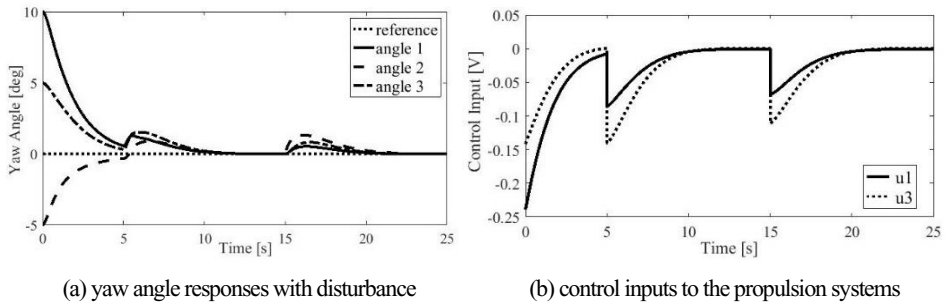 10
5
0
-5
0
5
10
15
20
25
Yaw Angle [deg]
Time [s]
reference
angle 1
angle 2
angle 3
0.05
0
-0.05
-0.1
-0.15
-0.2
-0.25
0
5
10
15
20
25
Control Input [V]
Time [s]
u1
u3
(a) yaw angle responses with disturbance
(b) control inputs to the propulsion systems